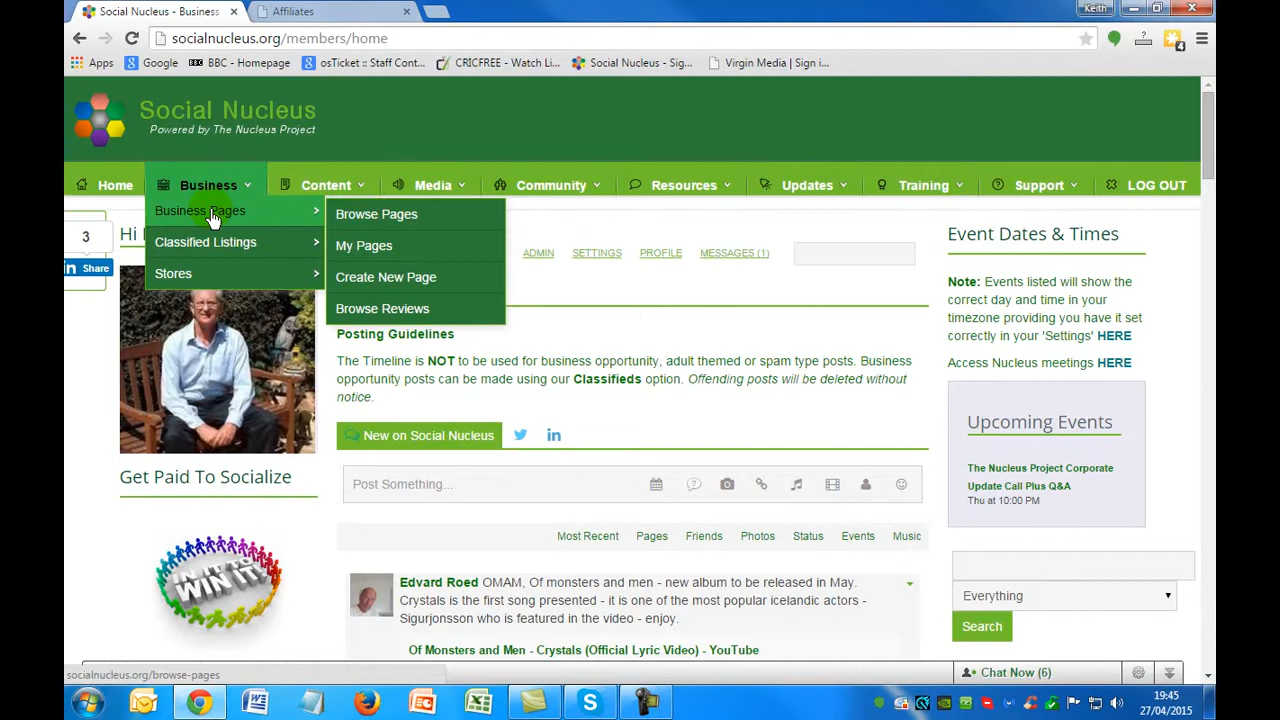 Social Nucleus - Business
Affiliates
Keith
socialnucleus.org/members/home
Apps
Google
BBC - Homepage
osTicket :: Staff Cont...
CRICFREE - Watch Li...
Social Nucleus - Sig...
Virgin Media | Sign i...
4
Social Nucleus
Powered by The Nucleus Project
Home
Business
Content
Media
Community
Resources
Updates
Training
Support
LOG OUT
Business Pages
Classified Listings
Stores
Browse Pages
My Pages
Create New Page
Browse Reviews
3
in Share
Hi
ADMIN
SETTINGS
PROFILE
MESSAGES (1)
Posting Guidelines
The Timeline is NOT to be used for business opportunity, adult themed or spam type posts. Business
opportunity posts can be made using our Classifieds option. Offending posts will be deleted without
notice.
New on Social Nucleus
Post Something...
Most Recent
Pages
Friends
Photos
Status
Events
Music
Edvard Roed OMAM, Of monsters and men - new album to be released in May.
Crystals is the first song presented - it is one of the most popular icelandic actors -
Sigurjonsson who is featured in the video - enjoy.
Of Monsters and Men - Crystals (Official Lyric Video) - YouTube
Get Paid To Socialize
IN IT TO
WIN IT!
Event Dates & Times
Note: Events listed will show the
correct day and time in your
timezone providing you have it set
correctly in your 'Settings' HERE
Access Nucleus meetings HERE
Upcoming Events
The Nucleus Project Corporate
Update Call Plus Q&A
Thu at 10:00 PM
Everything
Search
Chat Now (6)
socialnucleus.org/browse-pages
19:45
27/04/2015